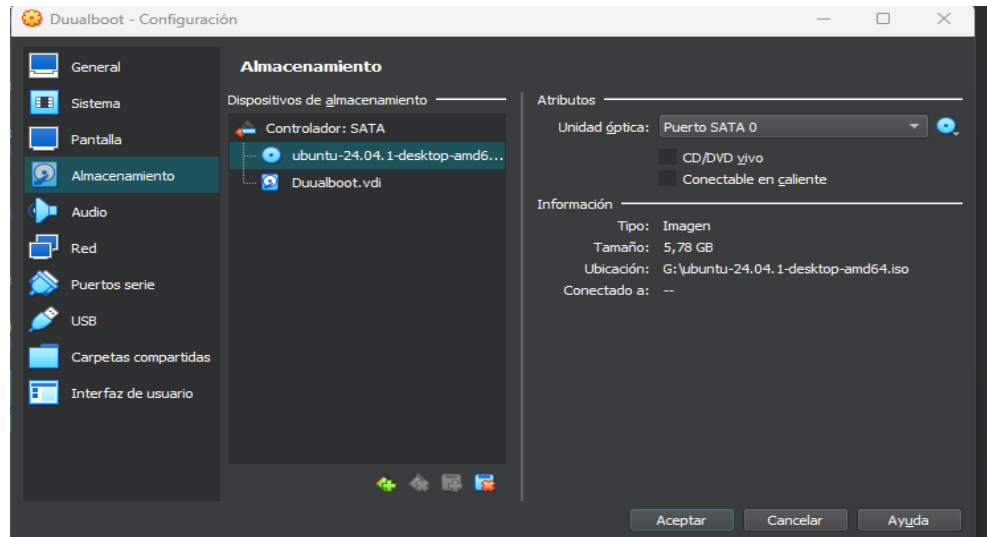 Duualboot - Configuración
General
Sistema
Pantalla
Almacenamiento
Audio
Red
Puertos serie
USB
Carpetas compartidas
Interfaz de usuario
Almacenamiento
Dispositivos de almacenamiento
Controlador: SATA
ubuntu-24.04.1-desktop-amd6...
Duualboot.vdi
Atributos
Unidad óptica: Puerto SATA 0
CD/DVD vivo
Conectable en caliente
Información
Tipo: Imagen
Tamaño: 5,78 GB
Ubicación: G:\ubuntu-24.04.1-desktop-amd64.iso
Conectado a: --
Aceptar Cancelar Ayuda